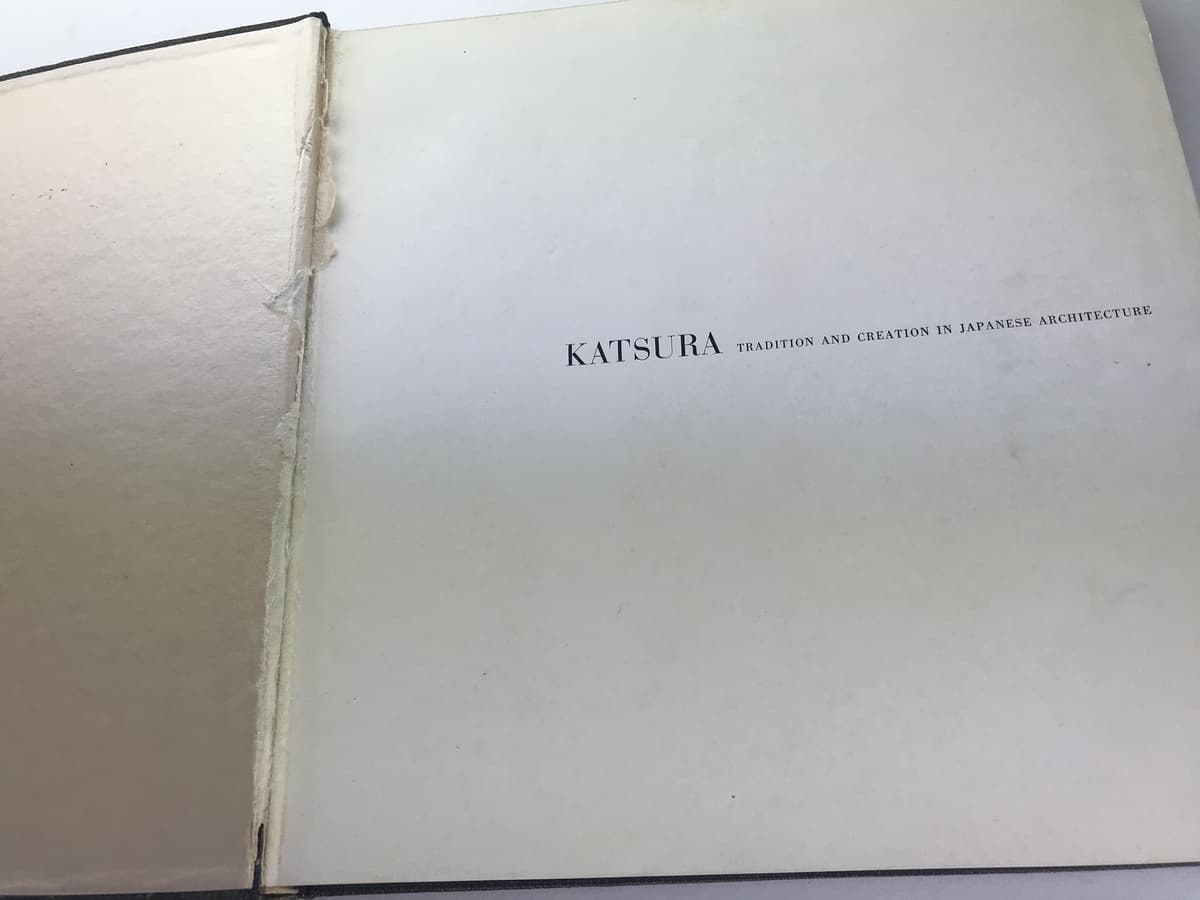 KATSURA TRADITION AND CREATION IN JAPANESE ARCHITECTURE